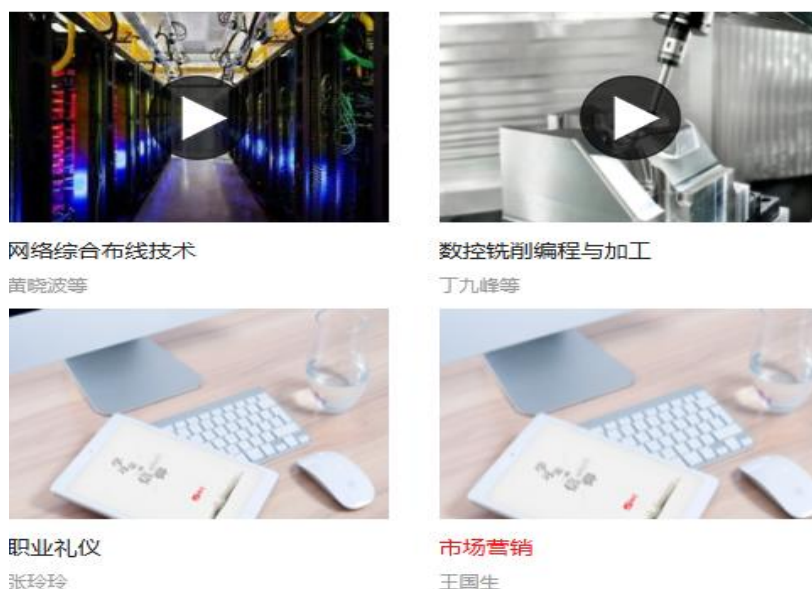 网络综合布线技术
黄晓波等
数控铣削编程与加工
丁九峰等
职业礼仪
张玲玲
市场营销
王国生